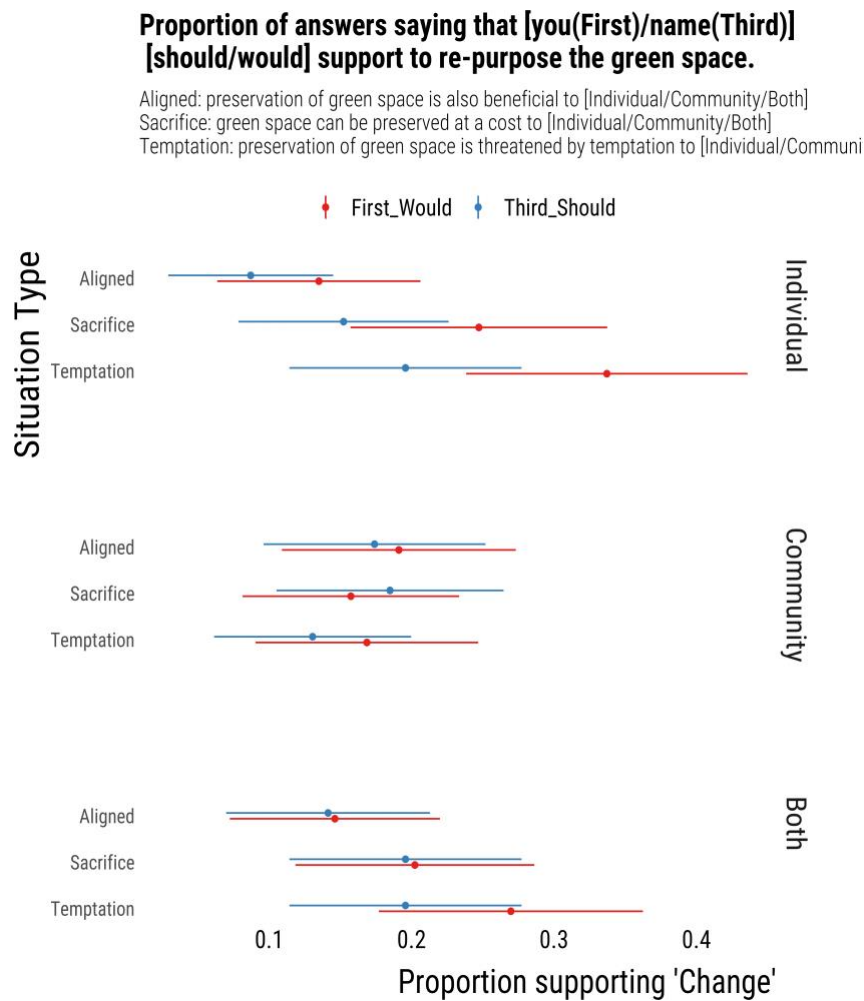 Proportion of answers saying that [you(First)/name(Third)]
[should/would] support to re-purpose the green space.
Aligned: preservation of green space is also beneficial to [Individual/Community/Both]
Sacrifice: green space can be preserved at a cost to [Individual/Community/Both]
Temptation: preservation of green space is threatened by temptation to [Individual/Communi
First_Would Third_Should
Situation Type
Individual
Aligned
Sacrifice
Temptation
Community
Aligned
Sacrifice
Temptation
Both
Aligned
Sacrifice
Temptation
0.1 0.2 0.3 0.4
Proportion supporting 'Change'